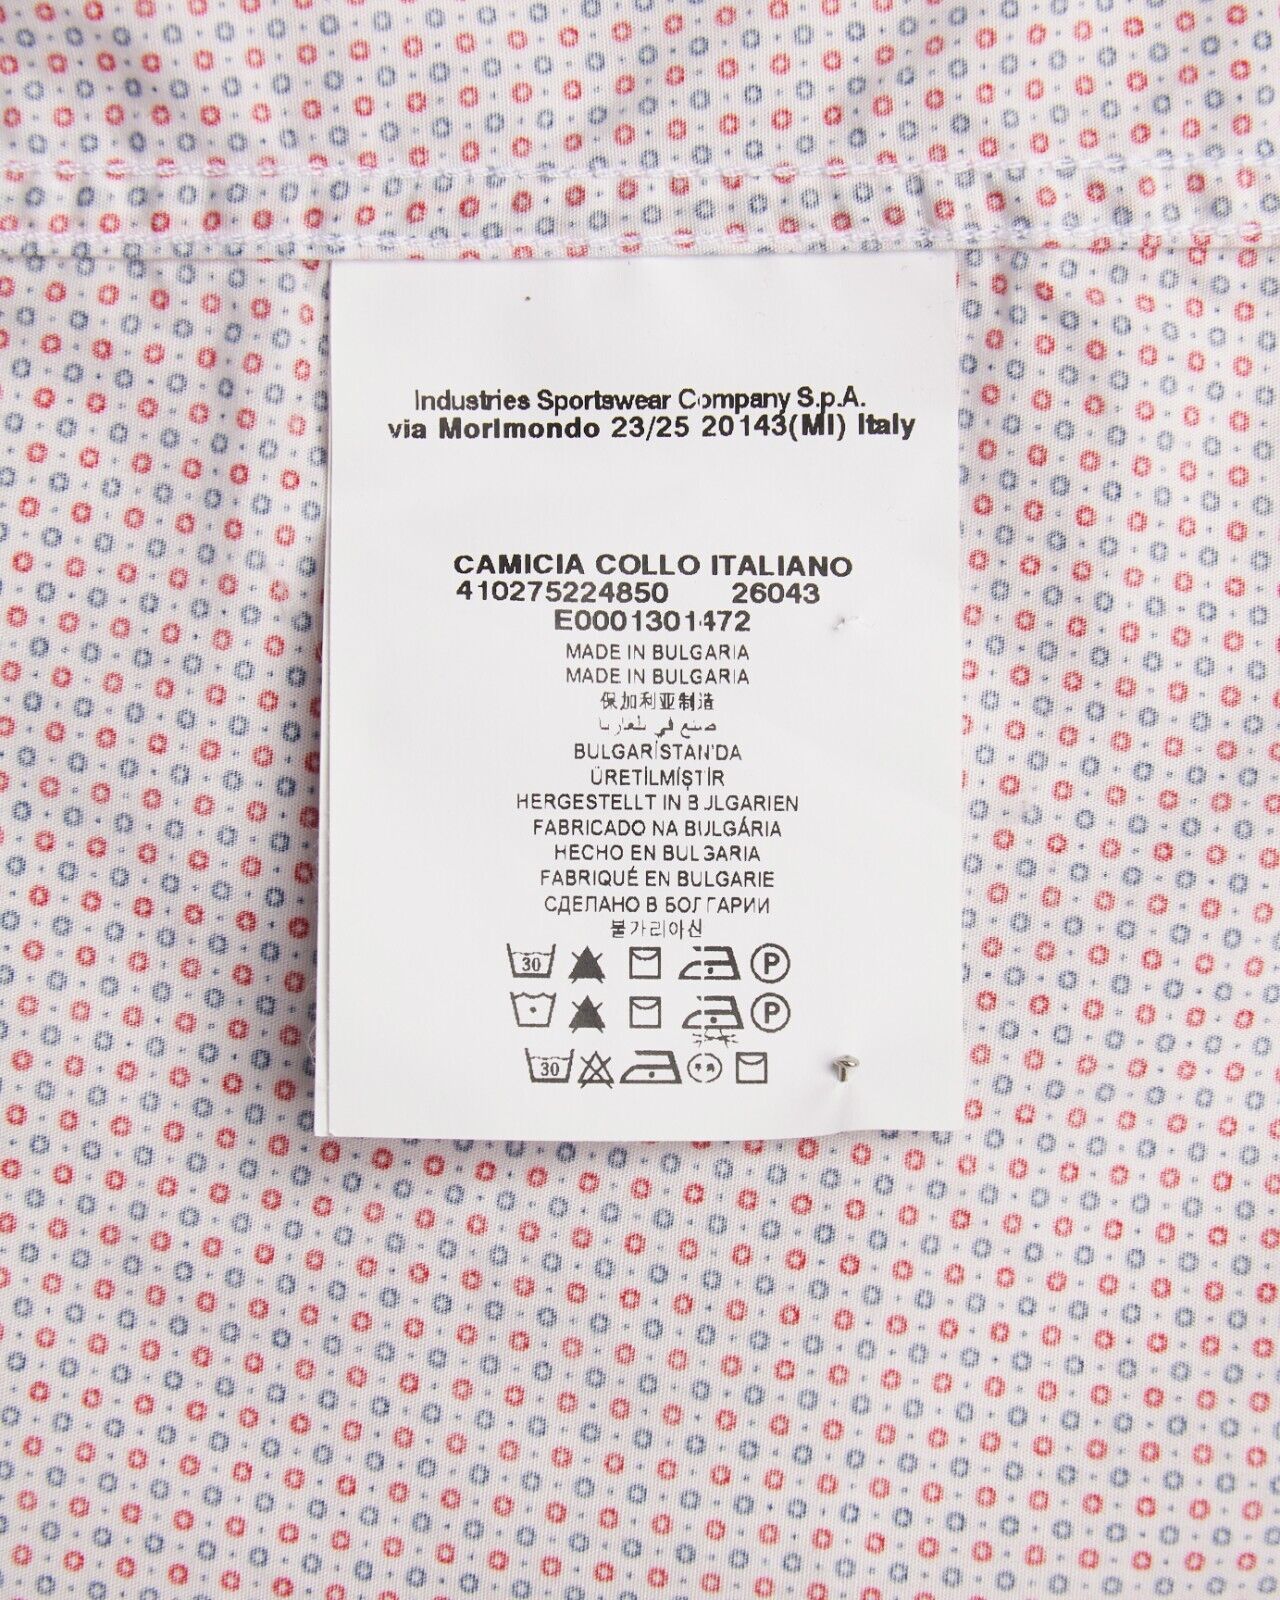 Industries Sportswear Company S.p.A.
via Morimondo 23/25 20143(MI) Italy
CAMICIA COLLO ITALIANO
410275224850 26043
E0001301472
MADE IN BULGARIA
MADE IN BULGARIA
保加利亚制造
صنع في بلغاريا
BULGARİSTAN'DA
ÜRETİLMİŞTİR
HERGESTELLT IN BULGARIEN
FABRICADO NA BULGÁRIA
HECHO EN BULGARIA
FABRIQUÉ EN BULGARIE
СДЕЛАНО В БОЛГАРИИ
불가리아산
30 P
P
30